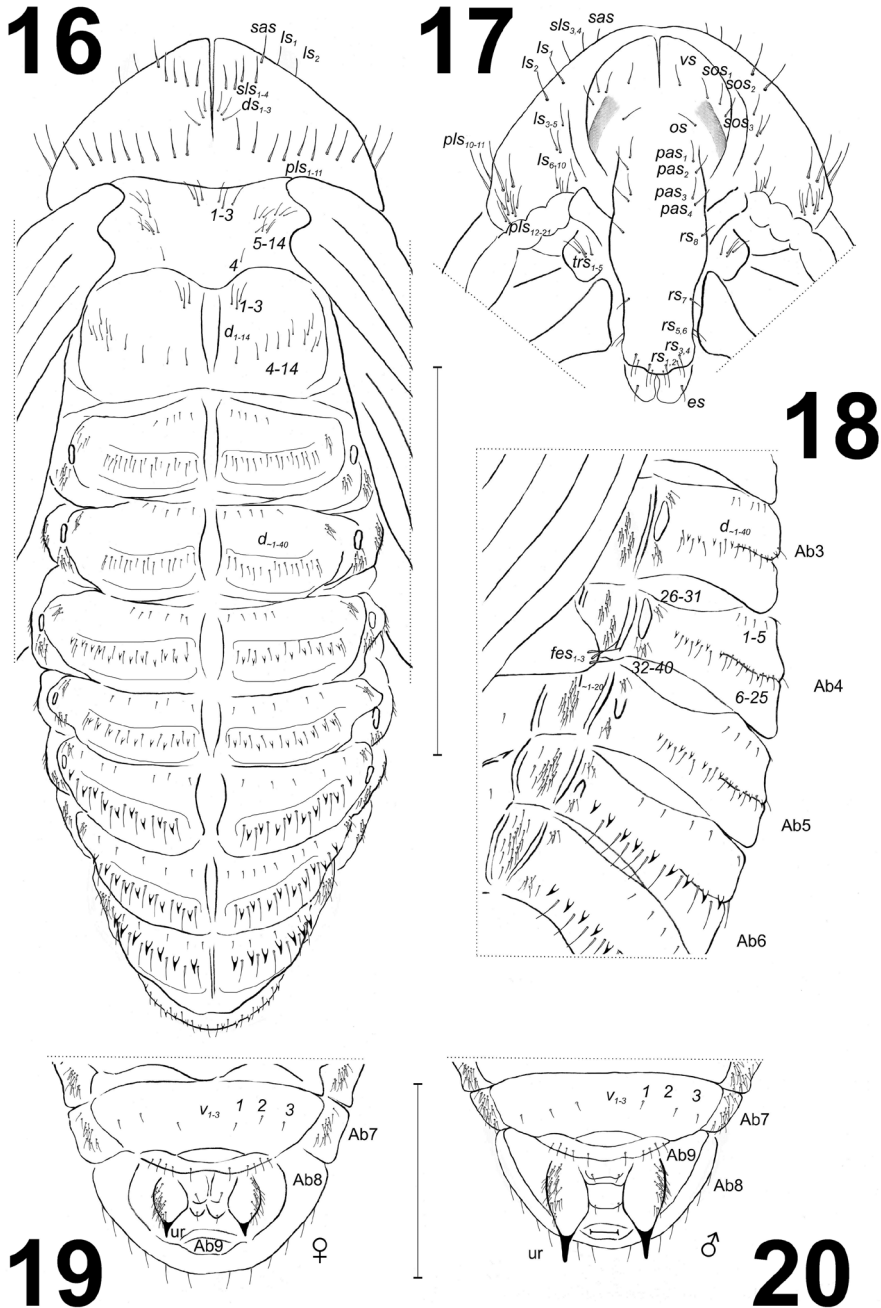 16
sas
ls1
ls2
sls1-4
ds1-3
pls1-11
1-3
5-14
4
1-3
d1-14
4-14
d~1-40
17
sls3,4
sas
ls1
ls2
vs
sos1
sos2
ls3-5
os
sos3
pls10-11
ls6-10
pas1
pas2
pas3
pas4
pls12-21
rs8
trs1-5
rs7
rs5,6
rs3,4
rs1,2
es
18
d~1-40
Ab3
26-31
1-5
fes1-3
32-40
~1-20
6-25
Ab4
Ab5
Ab6
v1-3 1 2 3
Ab7
Ab8
ur
Ab9
♀
19
v1-3 1 2 3
Ab7
Ab9
Ab8
ur
♂
20